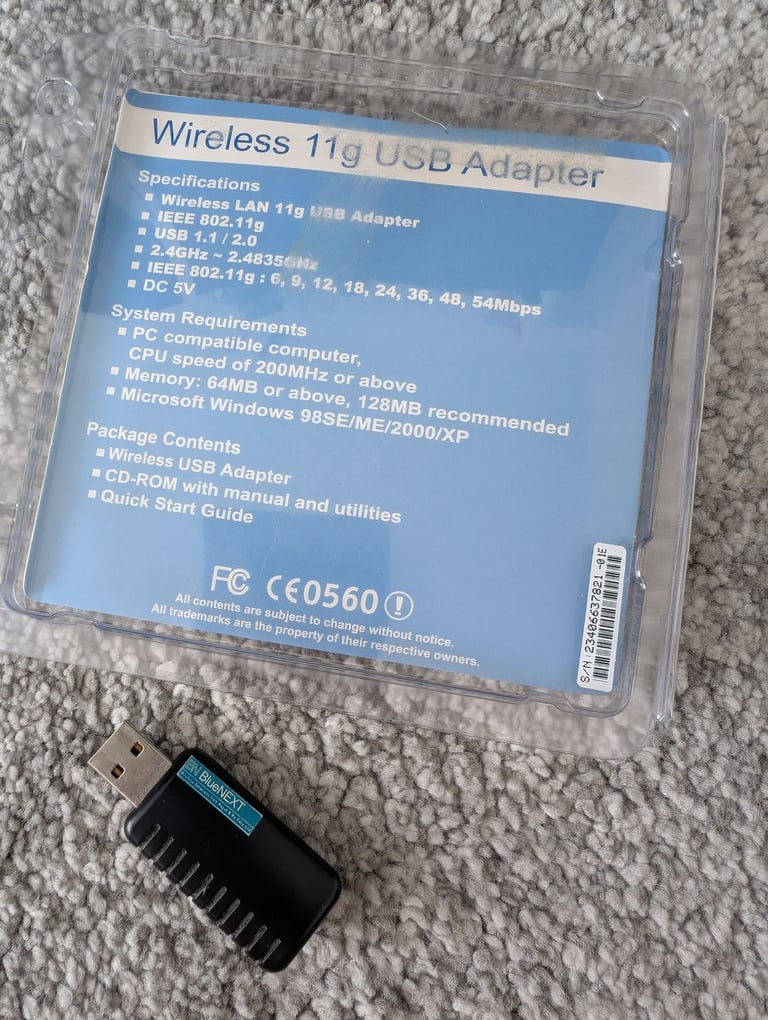 Wireless 11g USB Adapter
Specifications
▪ Wireless LAN 11g USB Adapter
▪ IEEE 802.11g
▪ USB 1.1 / 2.0
▪ 2.4GHz ~ 2.4835GHz
▪ IEEE 802.11g : 6, 9, 12, 18, 24, 36, 48, 54Mbps
▪ DC 5V
System Requirements
▪ PC compatible computer,
CPU speed of 200MHz or above
▪ Memory: 64MB or above, 128MB recommended
▪ Microsoft Windows 98SE/ME/2000/XP
Package Contents
▪ Wireless USB Adapter
▪ CD-ROM with manual and utilities
▪ Quick Start Guide
FC CE0560
All contents are subject to change without notice.
All trademarks are the property of their respective owners.
S/N:23406637821 -01E
BN BlueNEXT